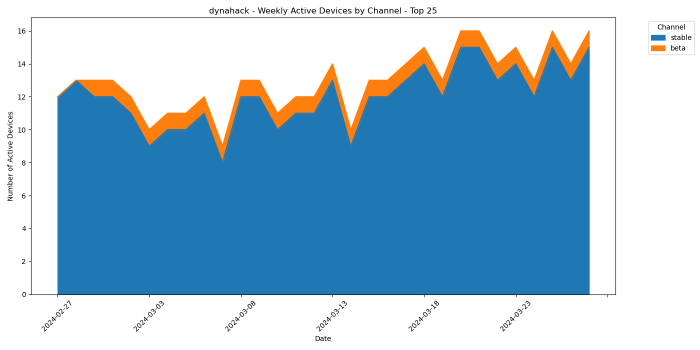 dynahack - Weekly Active Devices by Channel - Top 25
Channel
stable
beta
Number of Active Devices
16
14
12
10
8
6
4
2
0
2024-02-27
2024-03-03
2024-03-08
2024-03-13
2024-03-18
2024-03-23
Date